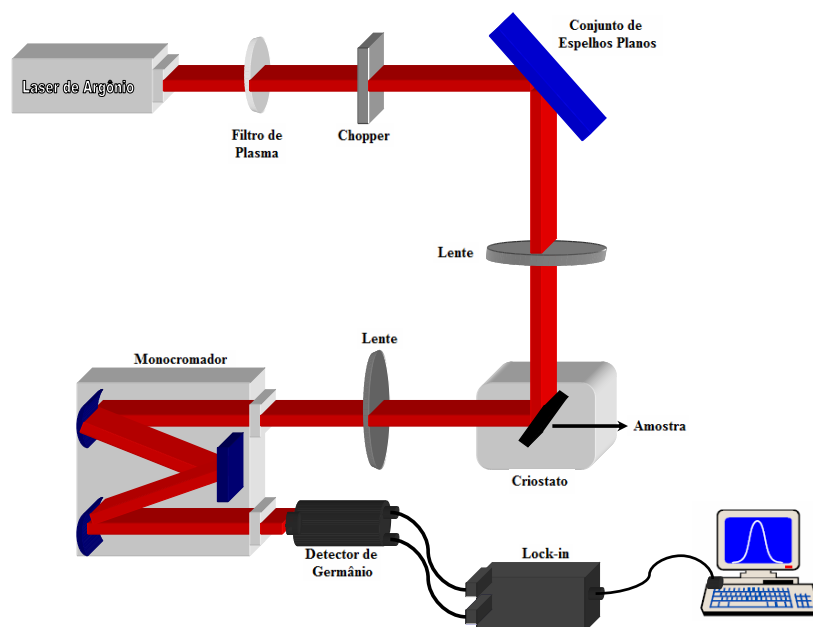 Conjunto de
Espelhos Planos
Laser de Argônio
Filtro de
Plasma
Chopper
Lente
Lente
Monocromador
Amostra
Criostato
Detector de
Germânio
Lock-in